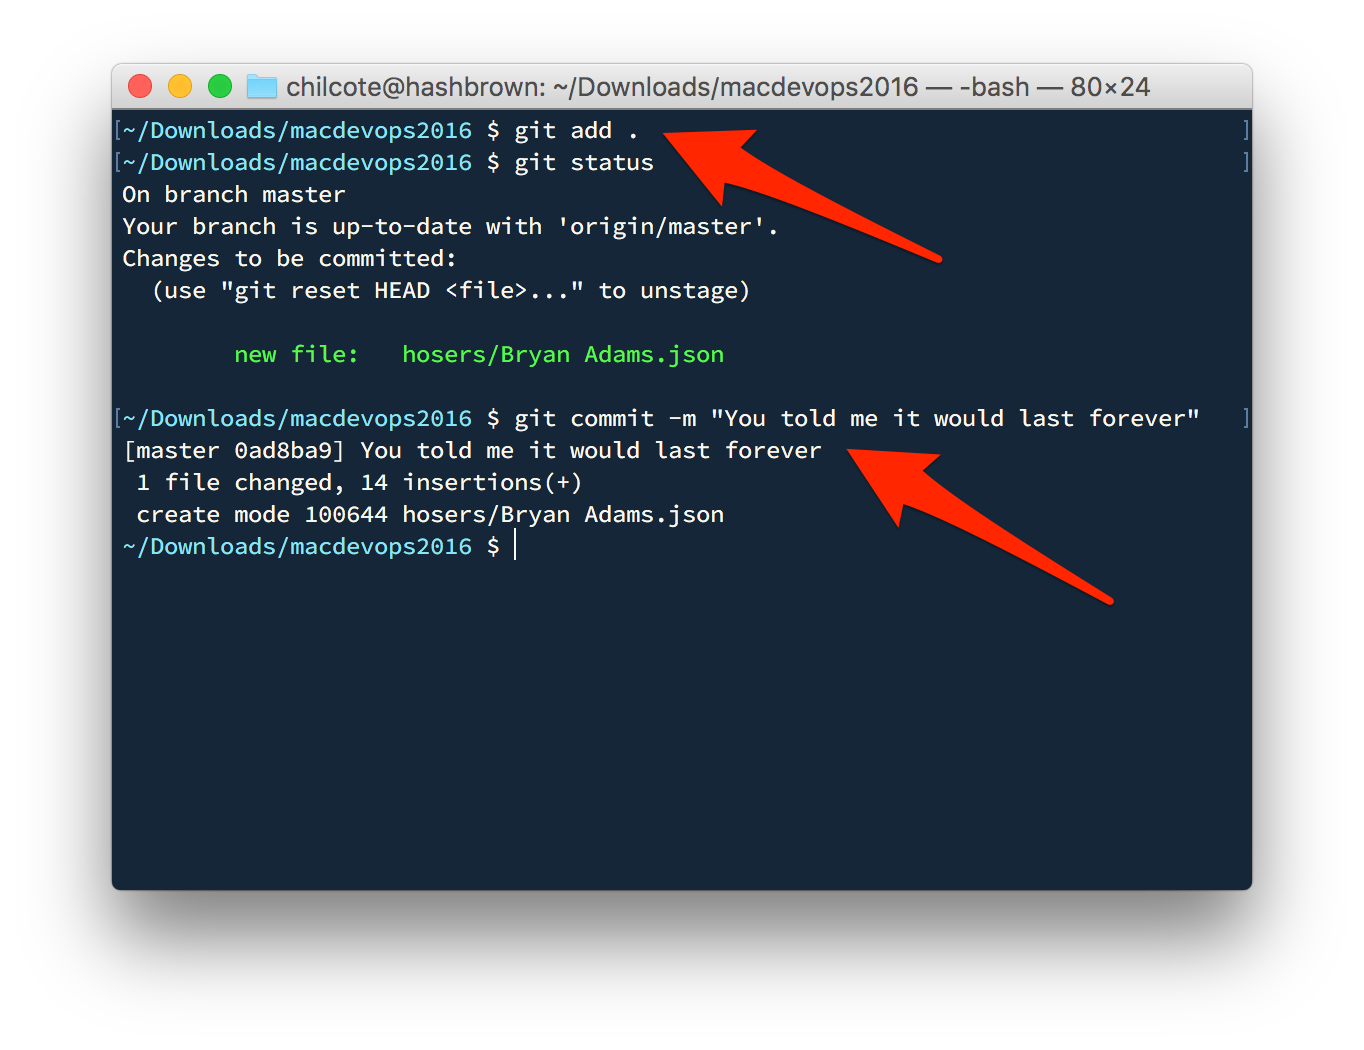 chilcote@hashbrown: ~/Downloads/macdevops2016 — -bash — 80×24
[~/Downloads/macdevops2016 $ git add . ]
[~/Downloads/macdevops2016 $ git status ]
On branch master
Your branch is up-to-date with 'origin/master'.
Changes to be committed:
  (use "git reset HEAD <file>..." to unstage)
        new file:   hosers/Bryan Adams.json
[~/Downloads/macdevops2016 $ git commit -m "You told me it would last forever" ]
[master 0ad8ba9] You told me it would last forever
 1 file changed, 14 insertions(+)
 create mode 100644 hosers/Bryan Adams.json
~/Downloads/macdevops2016 $